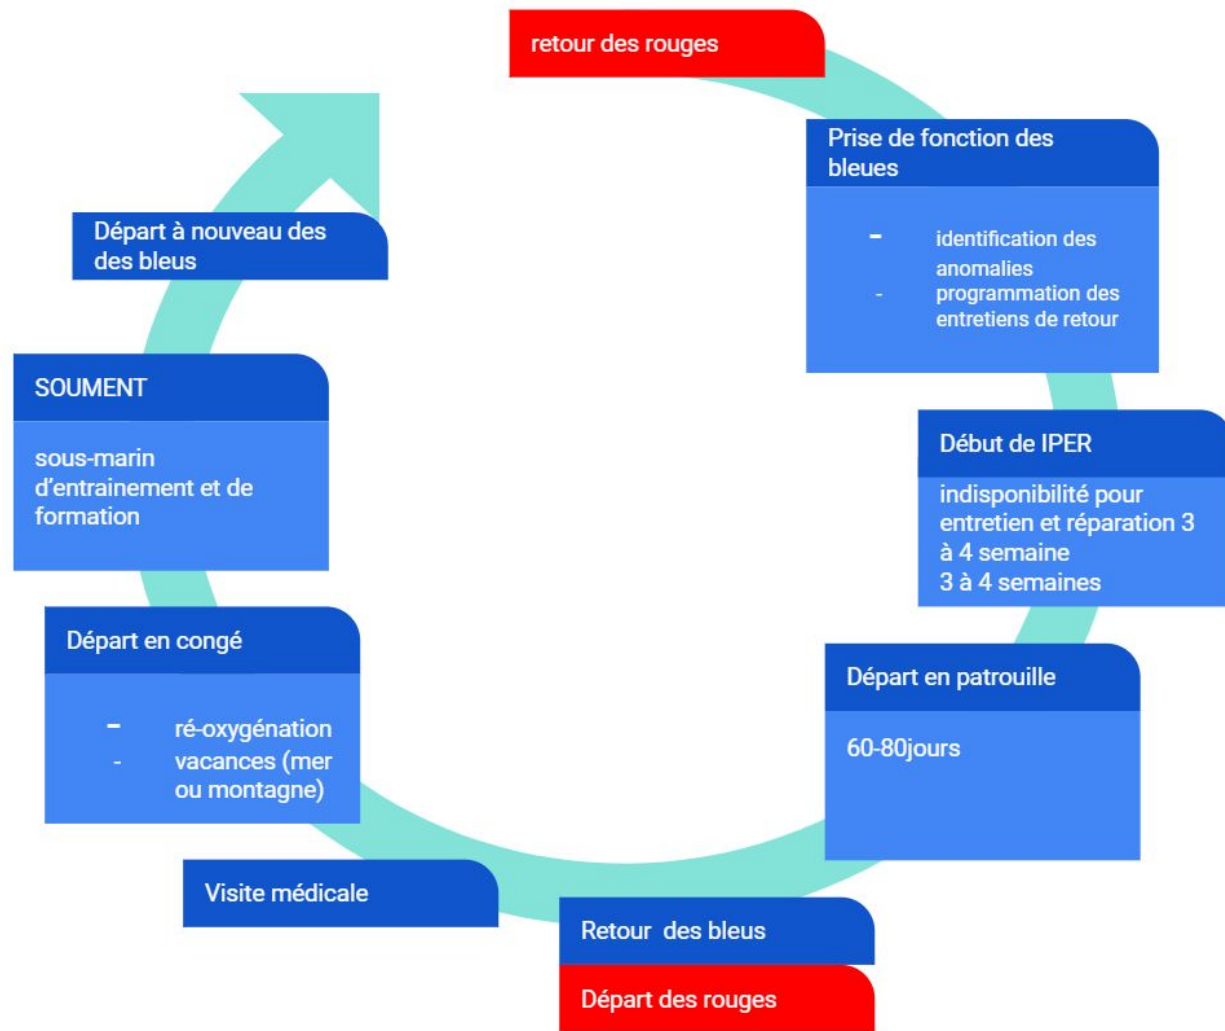 retour des rouges
Prise de fonction des
bleues
- identification des
anomalies
- programmation des
entretiens de retour
Début de IPER
indisponibilité pour
entretien et réparation 3
à 4 semaine
3 à 4 semaines
Départ en patrouille
60-80jours
Retour des bleus
Départ des rouges
Visite médicale
Départ en congé
- ré-oxygénation
- vacances (mer
ou montagne)
SOUMENT
sous-marin
d'entrainement et de
formation
Départ à nouveau des
des bleus